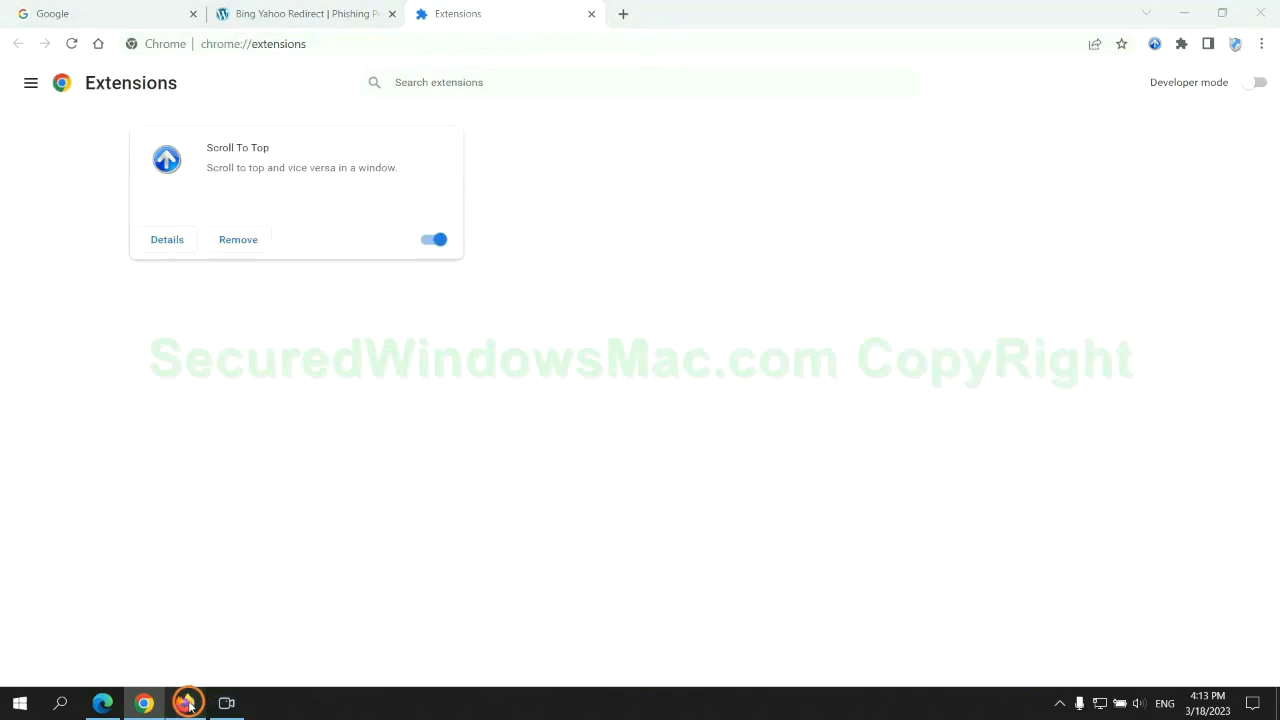 Google
Bing Yahoo Redirect | Phishing P
Extensions
Chrome | chrome://extensions
Extensions
Search extensions
Developer mode
Scroll To Top
Scroll to top and vice versa in a window.
Details
Remove
SecuredWindowsMac.com CopyRight
ENG
4:13 PM
3/18/2023